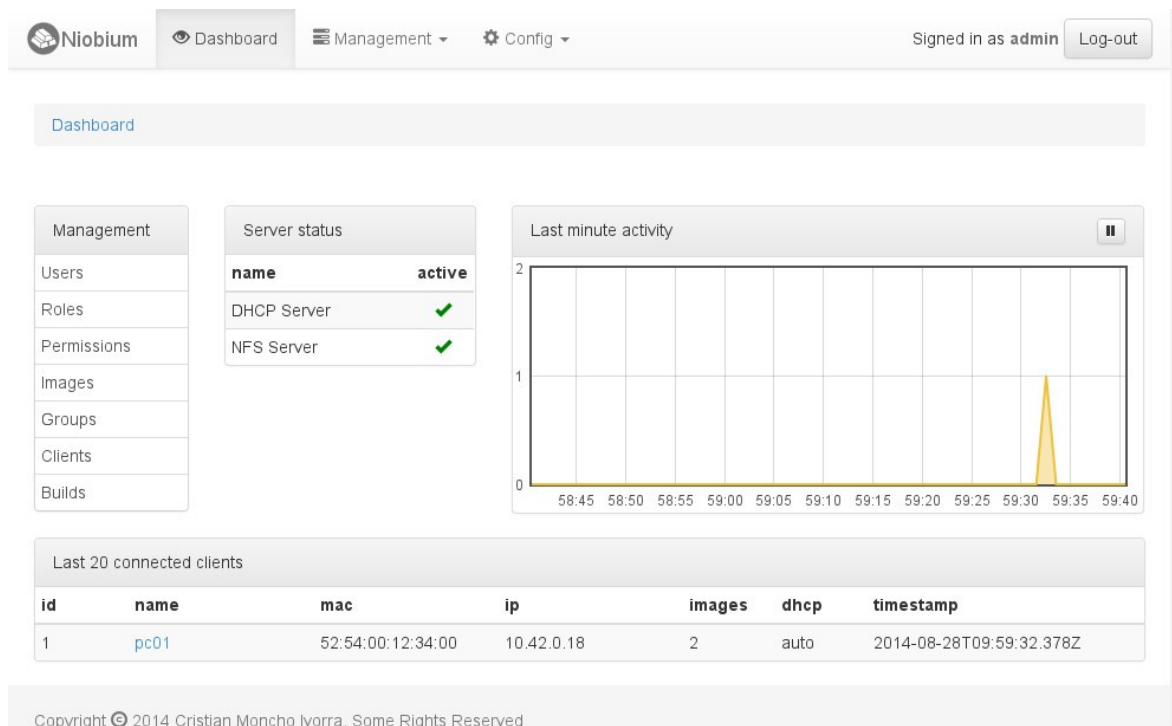 Niobium Dashboard Management Config Signed in as admin Log-out
Dashboard
Management
Users
Roles
Permissions
Images
Groups
Clients
Builds
Server status
name active
DHCP Server
NFS Server
Last minute activity
2
1
0
58:45 58:50 58:55 59:00 59:05 59:10 59:15 59:20 59:25 59:30 59:35 59:40
Last 20 connected clients
id name mac ip images dhcp timestamp
1 pc01 52:54:00:12:34:00 10.42.0.18 2 auto 2014-08-28T09:59:32.378Z
Copyright © 2014 Cristian Moncho Ivorra. Some Rights Reserved